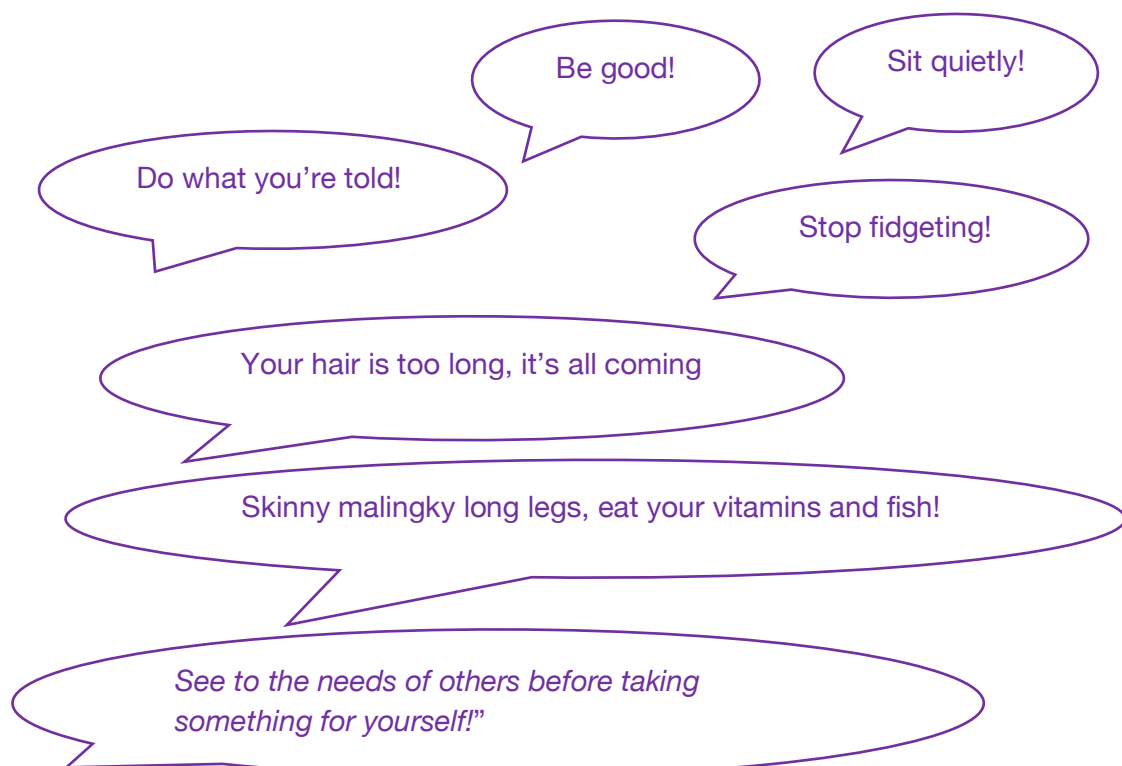 Be good!
Sit quietly!
Do what you're told!
Stop fidgeting!
Your hair is too long, it's all coming
Skinny malingky long legs, eat your vitamins and fish!
See to the needs of others before taking
something for yourself!”